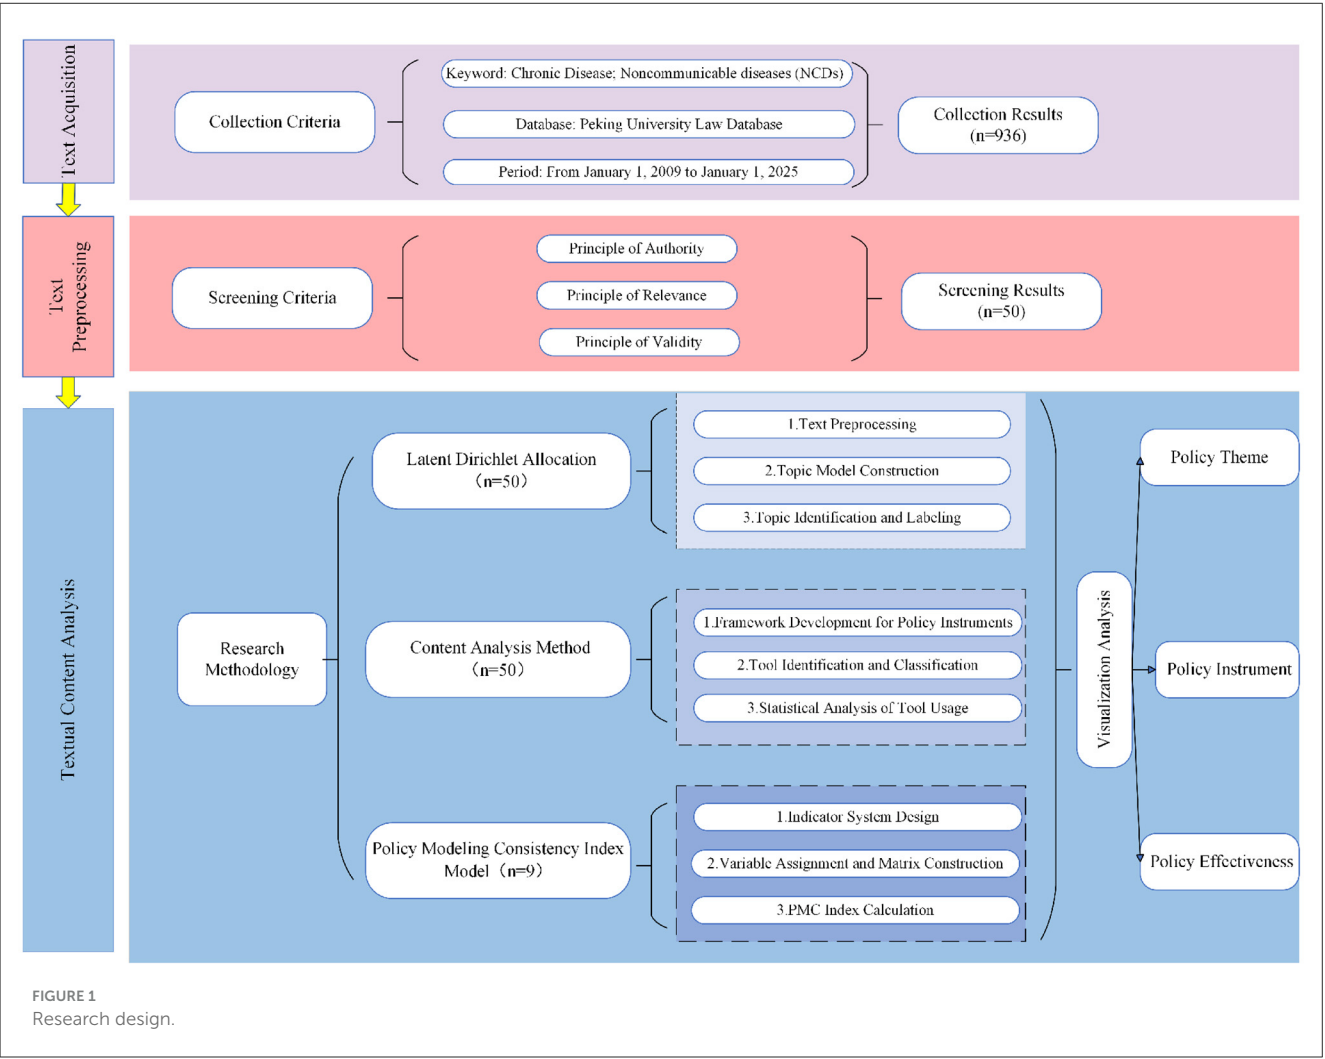 Text Acquisition
Collection Criteria
Keyword: Chronic Disease; Noncommunicable diseases (NCDs)
Database: Peking University Law Database
Period: From January 1, 2009 to January 1, 2025
Collection Results
(n=936)
Text
Preprocessing
Screening Criteria
Principle of Authority
Principle of Relevance
Principle of Validity
Screening Results
(n=50)
Textual Content Analysis
Research
Methodology
Latent Dirichlet Allocation
（n=50）
1.Text Preprocessing
2.Topic Model Construction
3.Topic Identification and Labeling
Content Analysis Method
（n=50）
1.Framework Development for Policy Instruments
2.Tool Identification and Classification
3.Statistical Analysis of Tool Usage
Policy Modeling Consistency Index
Model（n=9）
1.Indicator System Design
2.Variable Assignment and Matrix Construction
3.PMC Index Calculation
Visualization Analysis
Policy Theme
Policy Instrument
Policy Effectiveness
FIGURE 1
Research design.